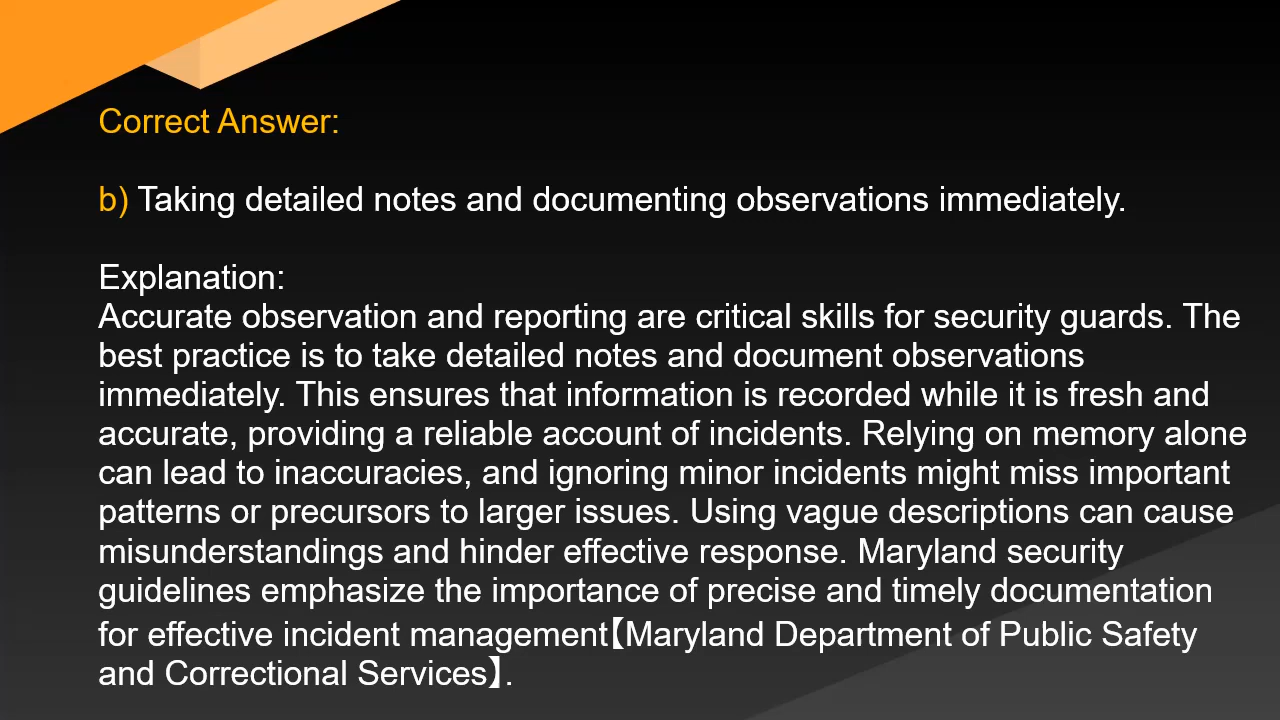 Correct Answer:
b) Taking detailed notes and documenting observations immediately.
Explanation:
Accurate observation and reporting are critical skills for security guards. The
best practice is to take detailed notes and document observations
immediately. This ensures that information is recorded while it is fresh and
accurate, providing a reliable account of incidents. Relying on memory alone
can lead to inaccuracies, and ignoring minor incidents might miss important
patterns or precursors to larger issues. Using vague descriptions can cause
misunderstandings and hinder effective response. Maryland security
guidelines emphasize the importance of precise and timely documentation
for effective incident management【Maryland Department of Public Safety
and Correctional Services】.